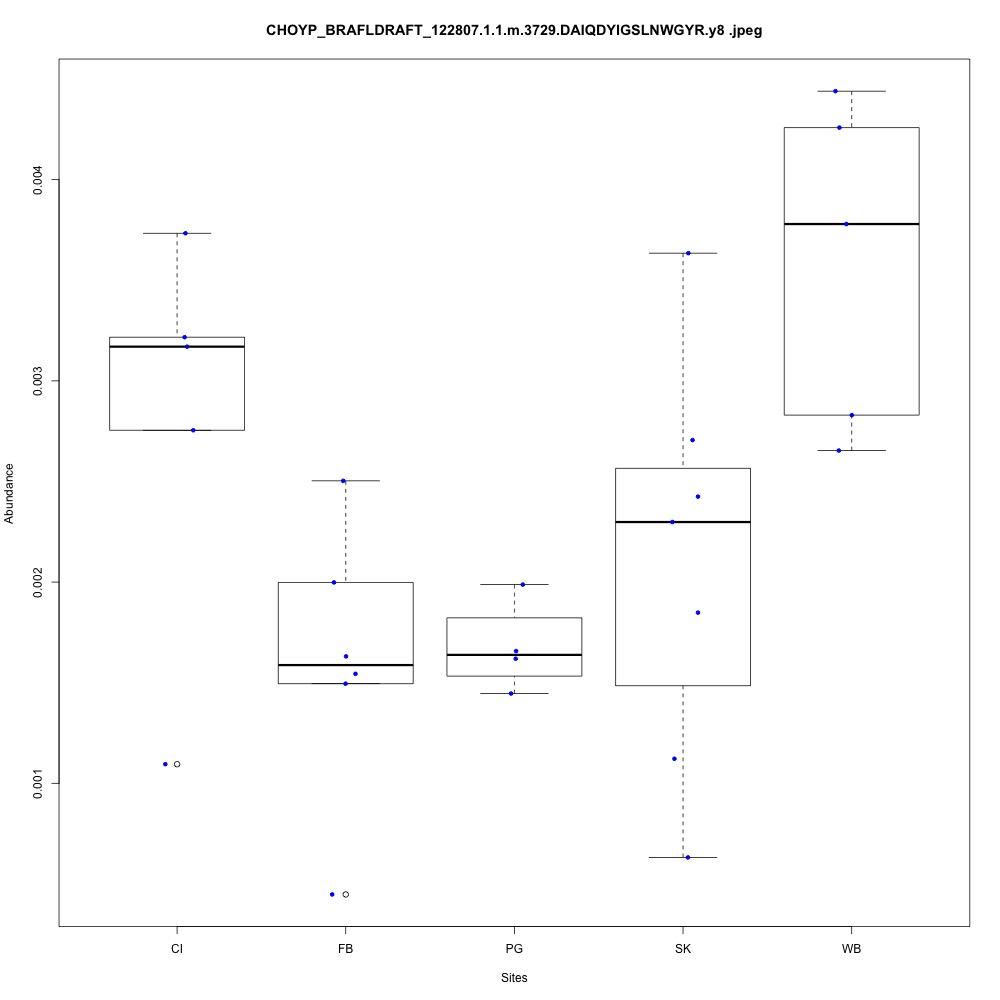 CHOYP_BRAFLDRAFT_122807.1.1.m.3729.DAIQDYIGSLNWGYR.y8 .jpeg
Abundance
0.004
0.003
0.002
0.001
CI FB PG SK WB
Sites